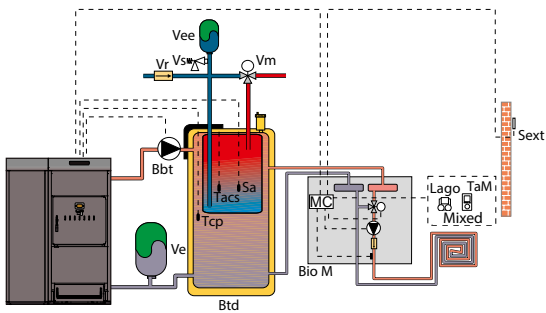 Vee
Vr
Vs
Vm
Sext
Bbt
Tacs
Sa
Tcp
MC
Lago TaM
Mixed
Ve
Bio M
Btd